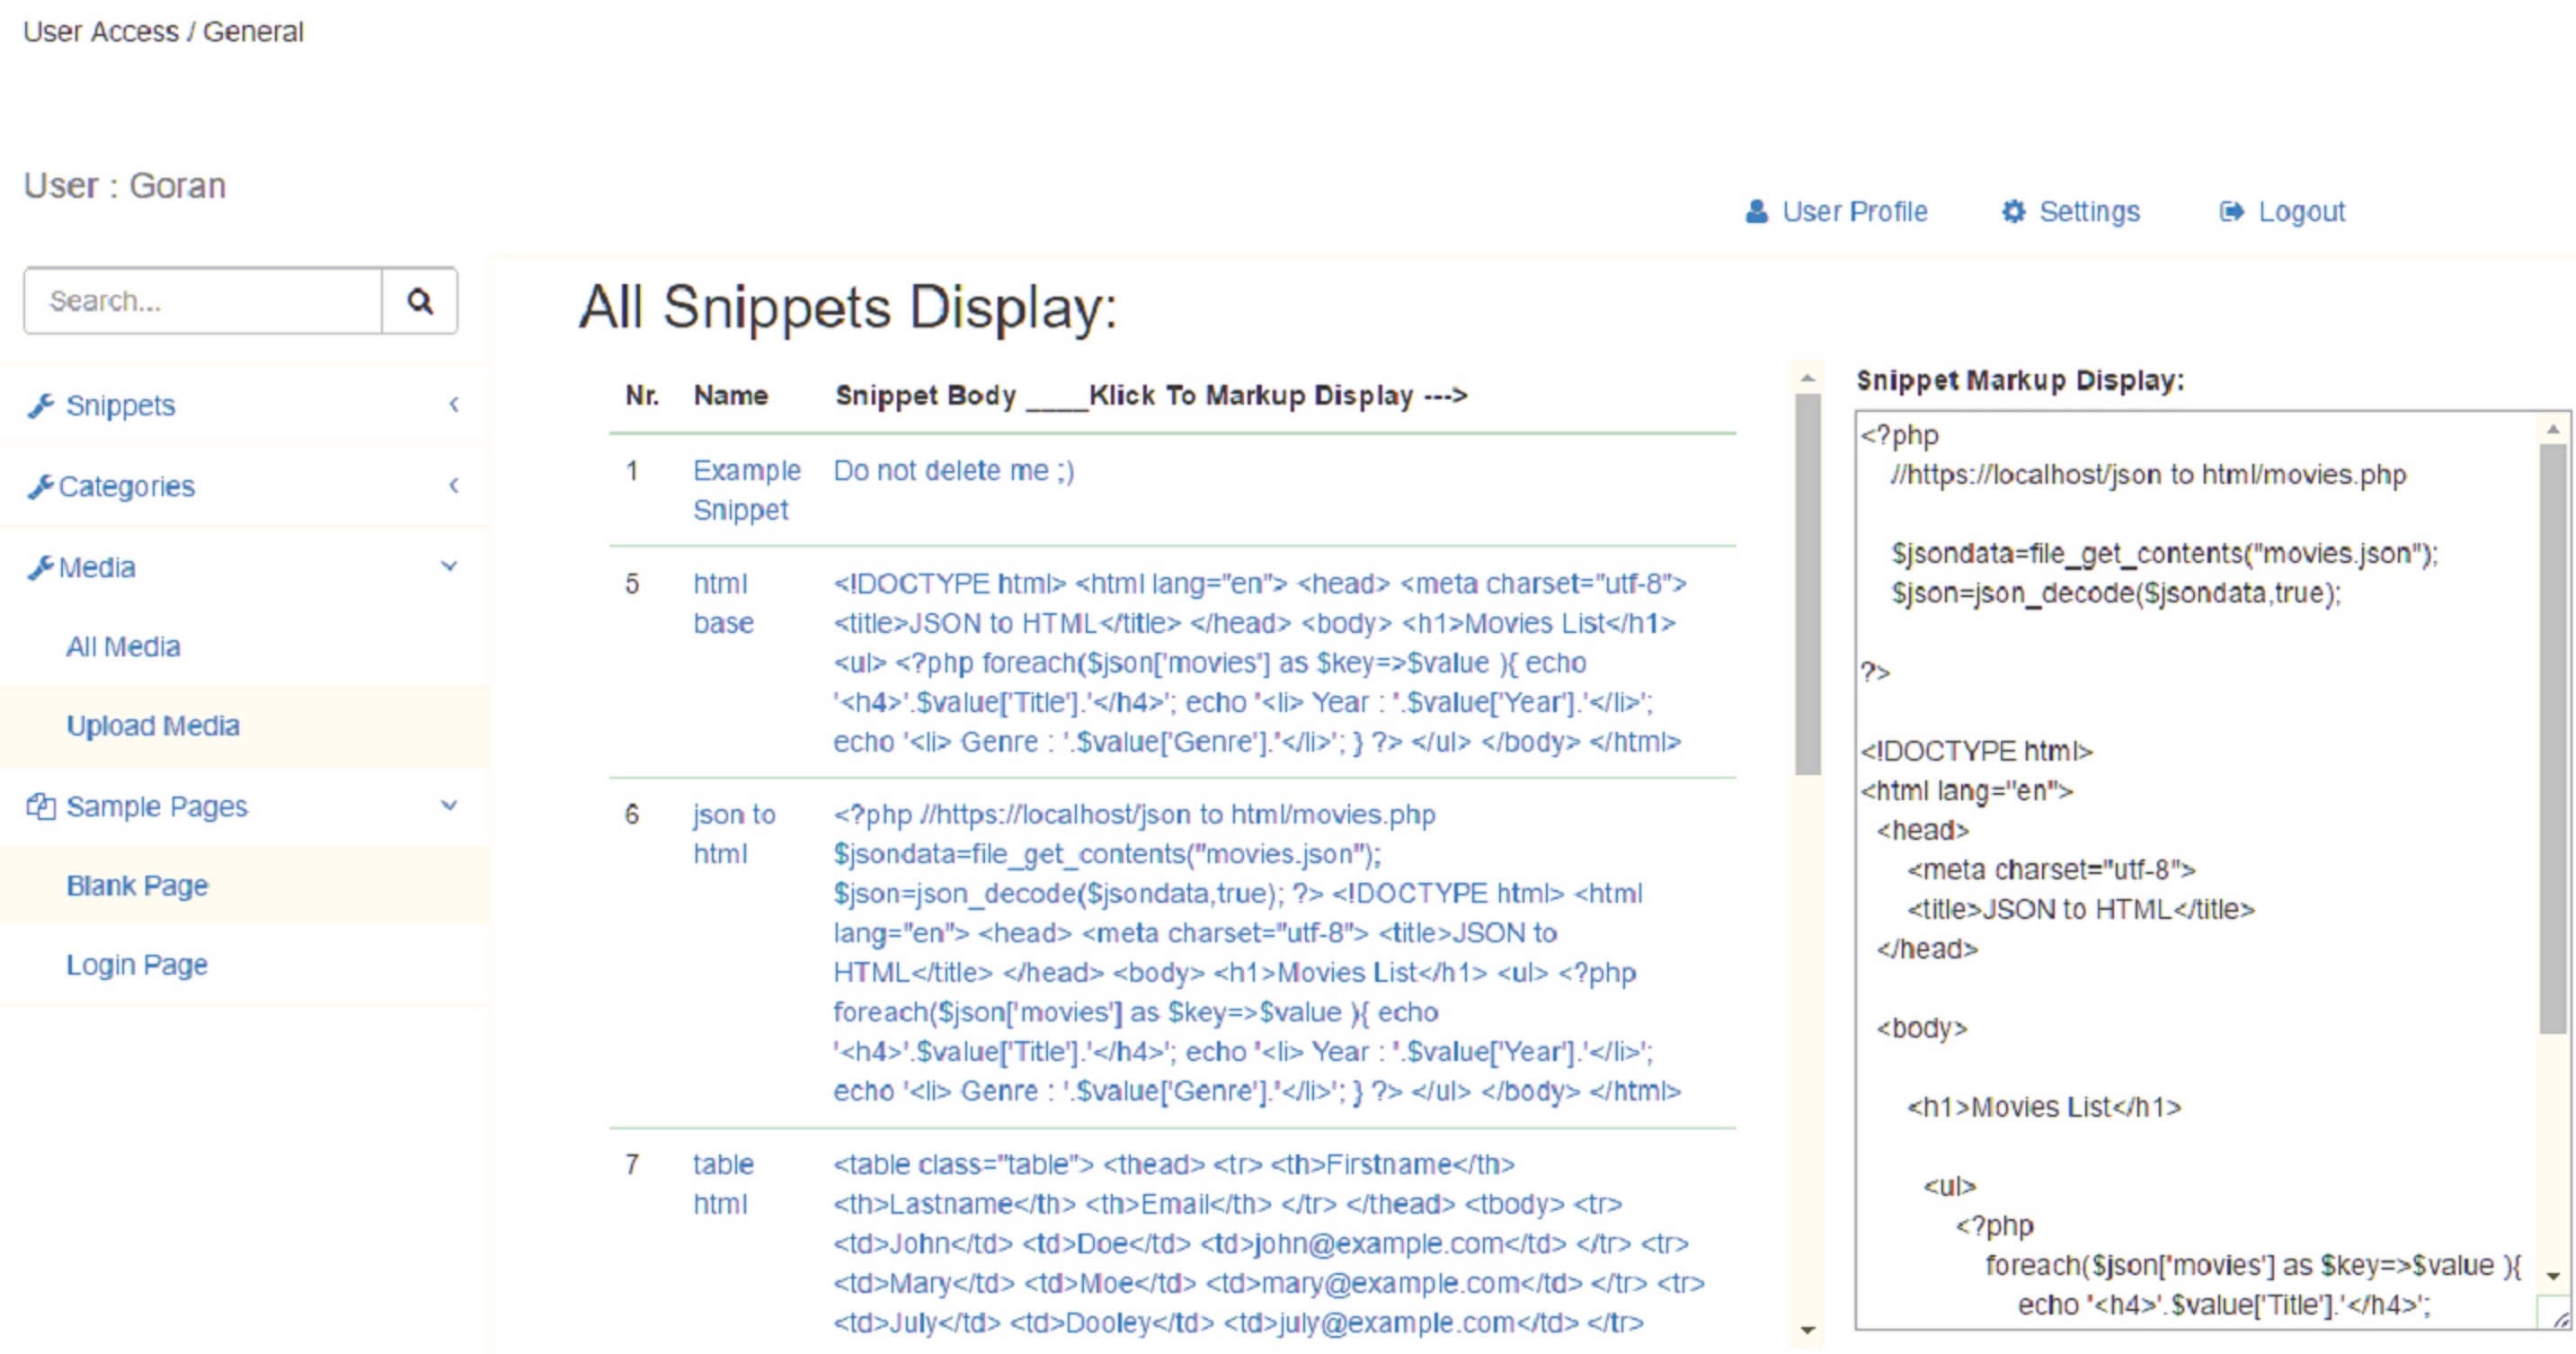 User Access / General
User : Goran
User Profile
Settings
Logout
Search...
Snippets
Categories
Media
All Media
Upload Media
Sample Pages
Blank Page
Login Page
All Snippets Display:
Nr. Name Snippet Body ____Klick To Markup Display --->
1 Example Do not delete me ;)
Snippet
5 html <!DOCTYPE html> <html lang="en"> <head> <meta charset="utf-8">
base <title>JSON to HTML</title> </head> <body> <h1>Movies List</h1>
<ul> <?php foreach($json['movies'] as $key=>$value ){ echo
'<h4>'.$value['Title'].'</h4>'; echo '<li> Year : '.$value['Year'].'</li>';
echo '<li> Genre : '.$value['Genre'].'</li>'; } ?> </ul> </body> </html>
6 json to <?php //https://localhost/json to html/movies.php
html $jsondata=file_get_contents("movies.json");
$json=json_decode($jsondata,true); ?> <!DOCTYPE html> <html
lang="en"> <head> <meta charset="utf-8"> <title>JSON to
HTML</title> </head> <body> <h1>Movies List</h1> <ul> <?php
foreach($json['movies'] as $key=>$value ){ echo
'<h4>'.$value['Title'].'</h4>'; echo '<li> Year : '.$value['Year'].'</li>';
echo '<li> Genre : '.$value['Genre'].'</li>'; } ?> </ul> </body> </html>
7 table <table class="table"> <thead> <tr> <th>Firstname</th>
html <th>Lastname</th> <th>Email</th> </tr> </thead> <tbody> <tr>
<td>John</td> <td>Doe</td> <td>john@example.com</td> </tr> <tr>
<td>Mary</td> <td>Moe</td> <td>mary@example.com</td> </tr> <tr>
<td>July</td> <td>Dooley</td> <td>july@example.com</td> </tr>
Snippet Markup Display:
<?php
//https://localhost/json to html/movies.php
$jsondata=file_get_contents("movies.json");
$json=json_decode($jsondata,true);
?>
<!DOCTYPE html>
<html lang="en">
<head>
<meta charset="utf-8">
<title>JSON to HTML</title>
</head>
<body>
<h1>Movies List</h1>
<ul>
<?php
foreach($json['movies'] as $key=>$value ){
echo '<h4>'.$value['Title'].'</h4>';